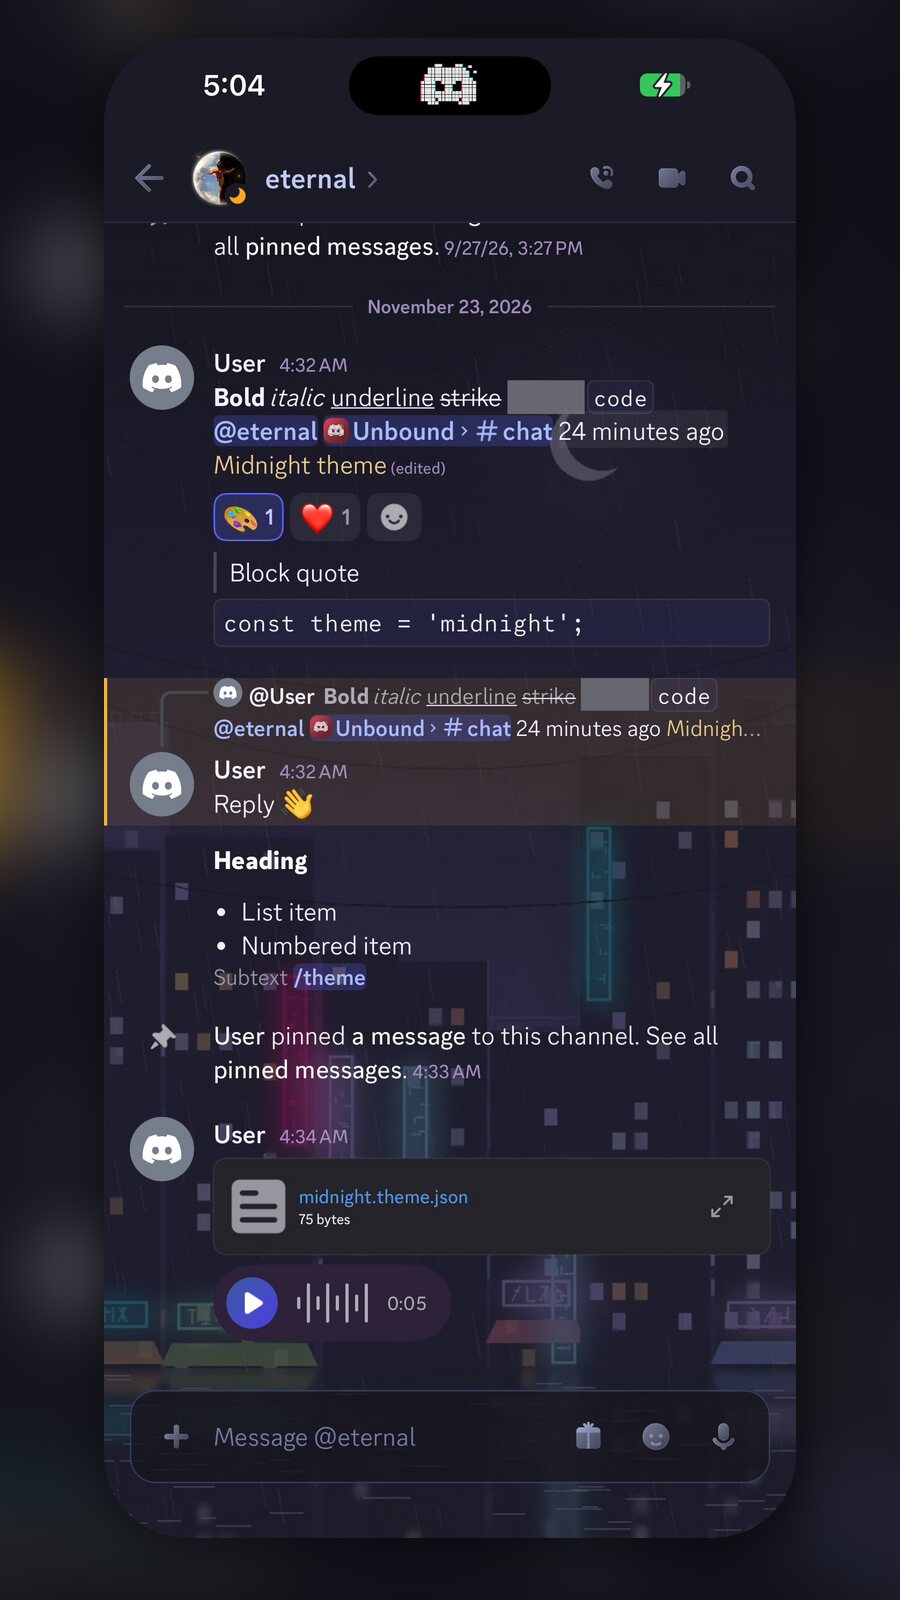 5:04
eternal
all pinned messages. 9/27/26, 3:27 PM
November 23, 2026
User 4:32 AM
Bold italic underline strike code
@eternal Unbound › # chat 24 minutes ago
Midnight theme (edited)
1 1
Block quote
const theme = 'midnight';
@User Bold italic underline strike code
@eternal Unbound › # chat 24 minutes ago Midnigh...
User 4:32 AM
Reply 👋
Heading
• List item
• Numbered item
Subtext /theme
User pinned a message to this channel. See all
pinned messages. 4:33 AM
User 4:34 AM
midnight.theme.json
75 bytes
0:05
Message @eternal